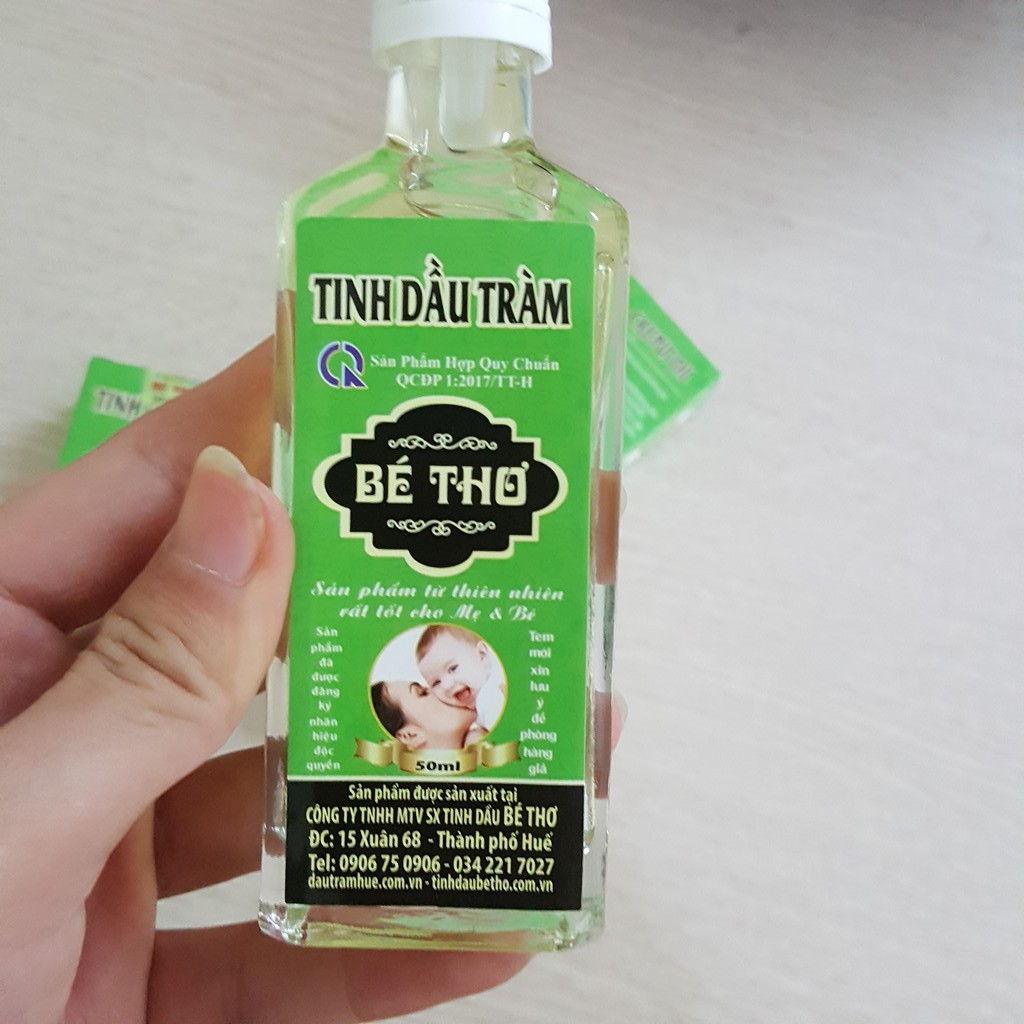 TINH DẦU TRÀM
Sản Phẩm Hợp Quy Chuẩn
QCĐP 1:2017/TT-H
BÉ THƠ
Sản phẩm từ thiên nhiên
rất tốt cho Mẹ & Bé
Sản
phẩm
đã
được
đăng
ký
nhãn
hiệu
độc
quyền
Tem
mới
xin
lưu
ý
để
phòng
hàng
giả
50ml
Sản phẩm được sản xuất tại
CÔNG TY TNHH MTV SX TINH DẦU BÉ THƠ
ĐC: 15 Xuân 68 - Thành phố Huế
Tel: 0906 75 0906 - 034 221 7027
dautramhue.com.vn - tinhdaubetho.com.vn
TINH